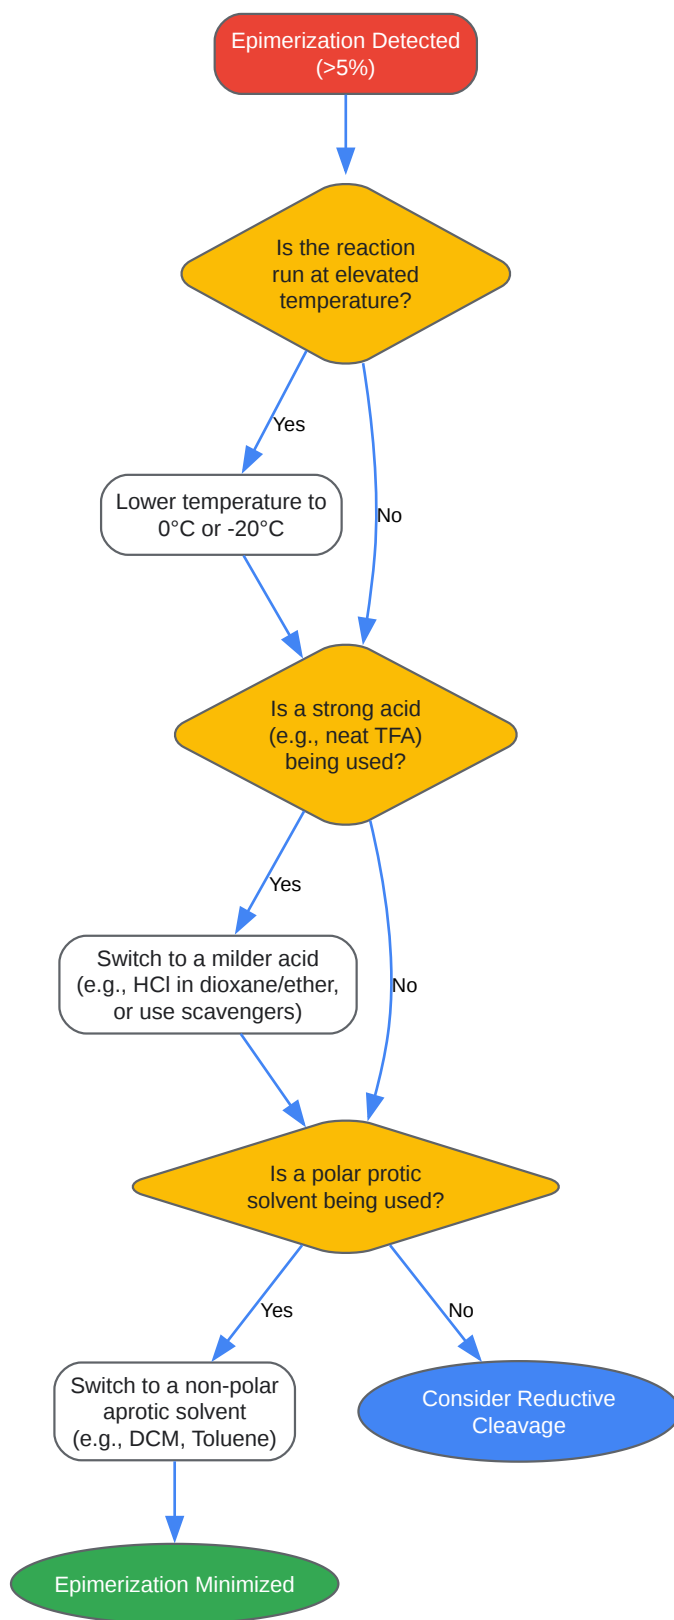 Epimerization Detected
(>5%)
Is the reaction
run at elevated
temperature?
Yes
No
Lower temperature to
0°C or -20°C
Is a strong acid
(e.g., neat TFA)
being used?
Yes
No
Switch to a milder acid
(e.g., HCl in dioxane/ether,
or use scavengers)
Is a polar protic
solvent being used?
Yes
No
Switch to a non-polar
aprotic solvent
(e.g., DCM, Toluene)
Consider Reductive
Cleavage
Epimerization Minimized